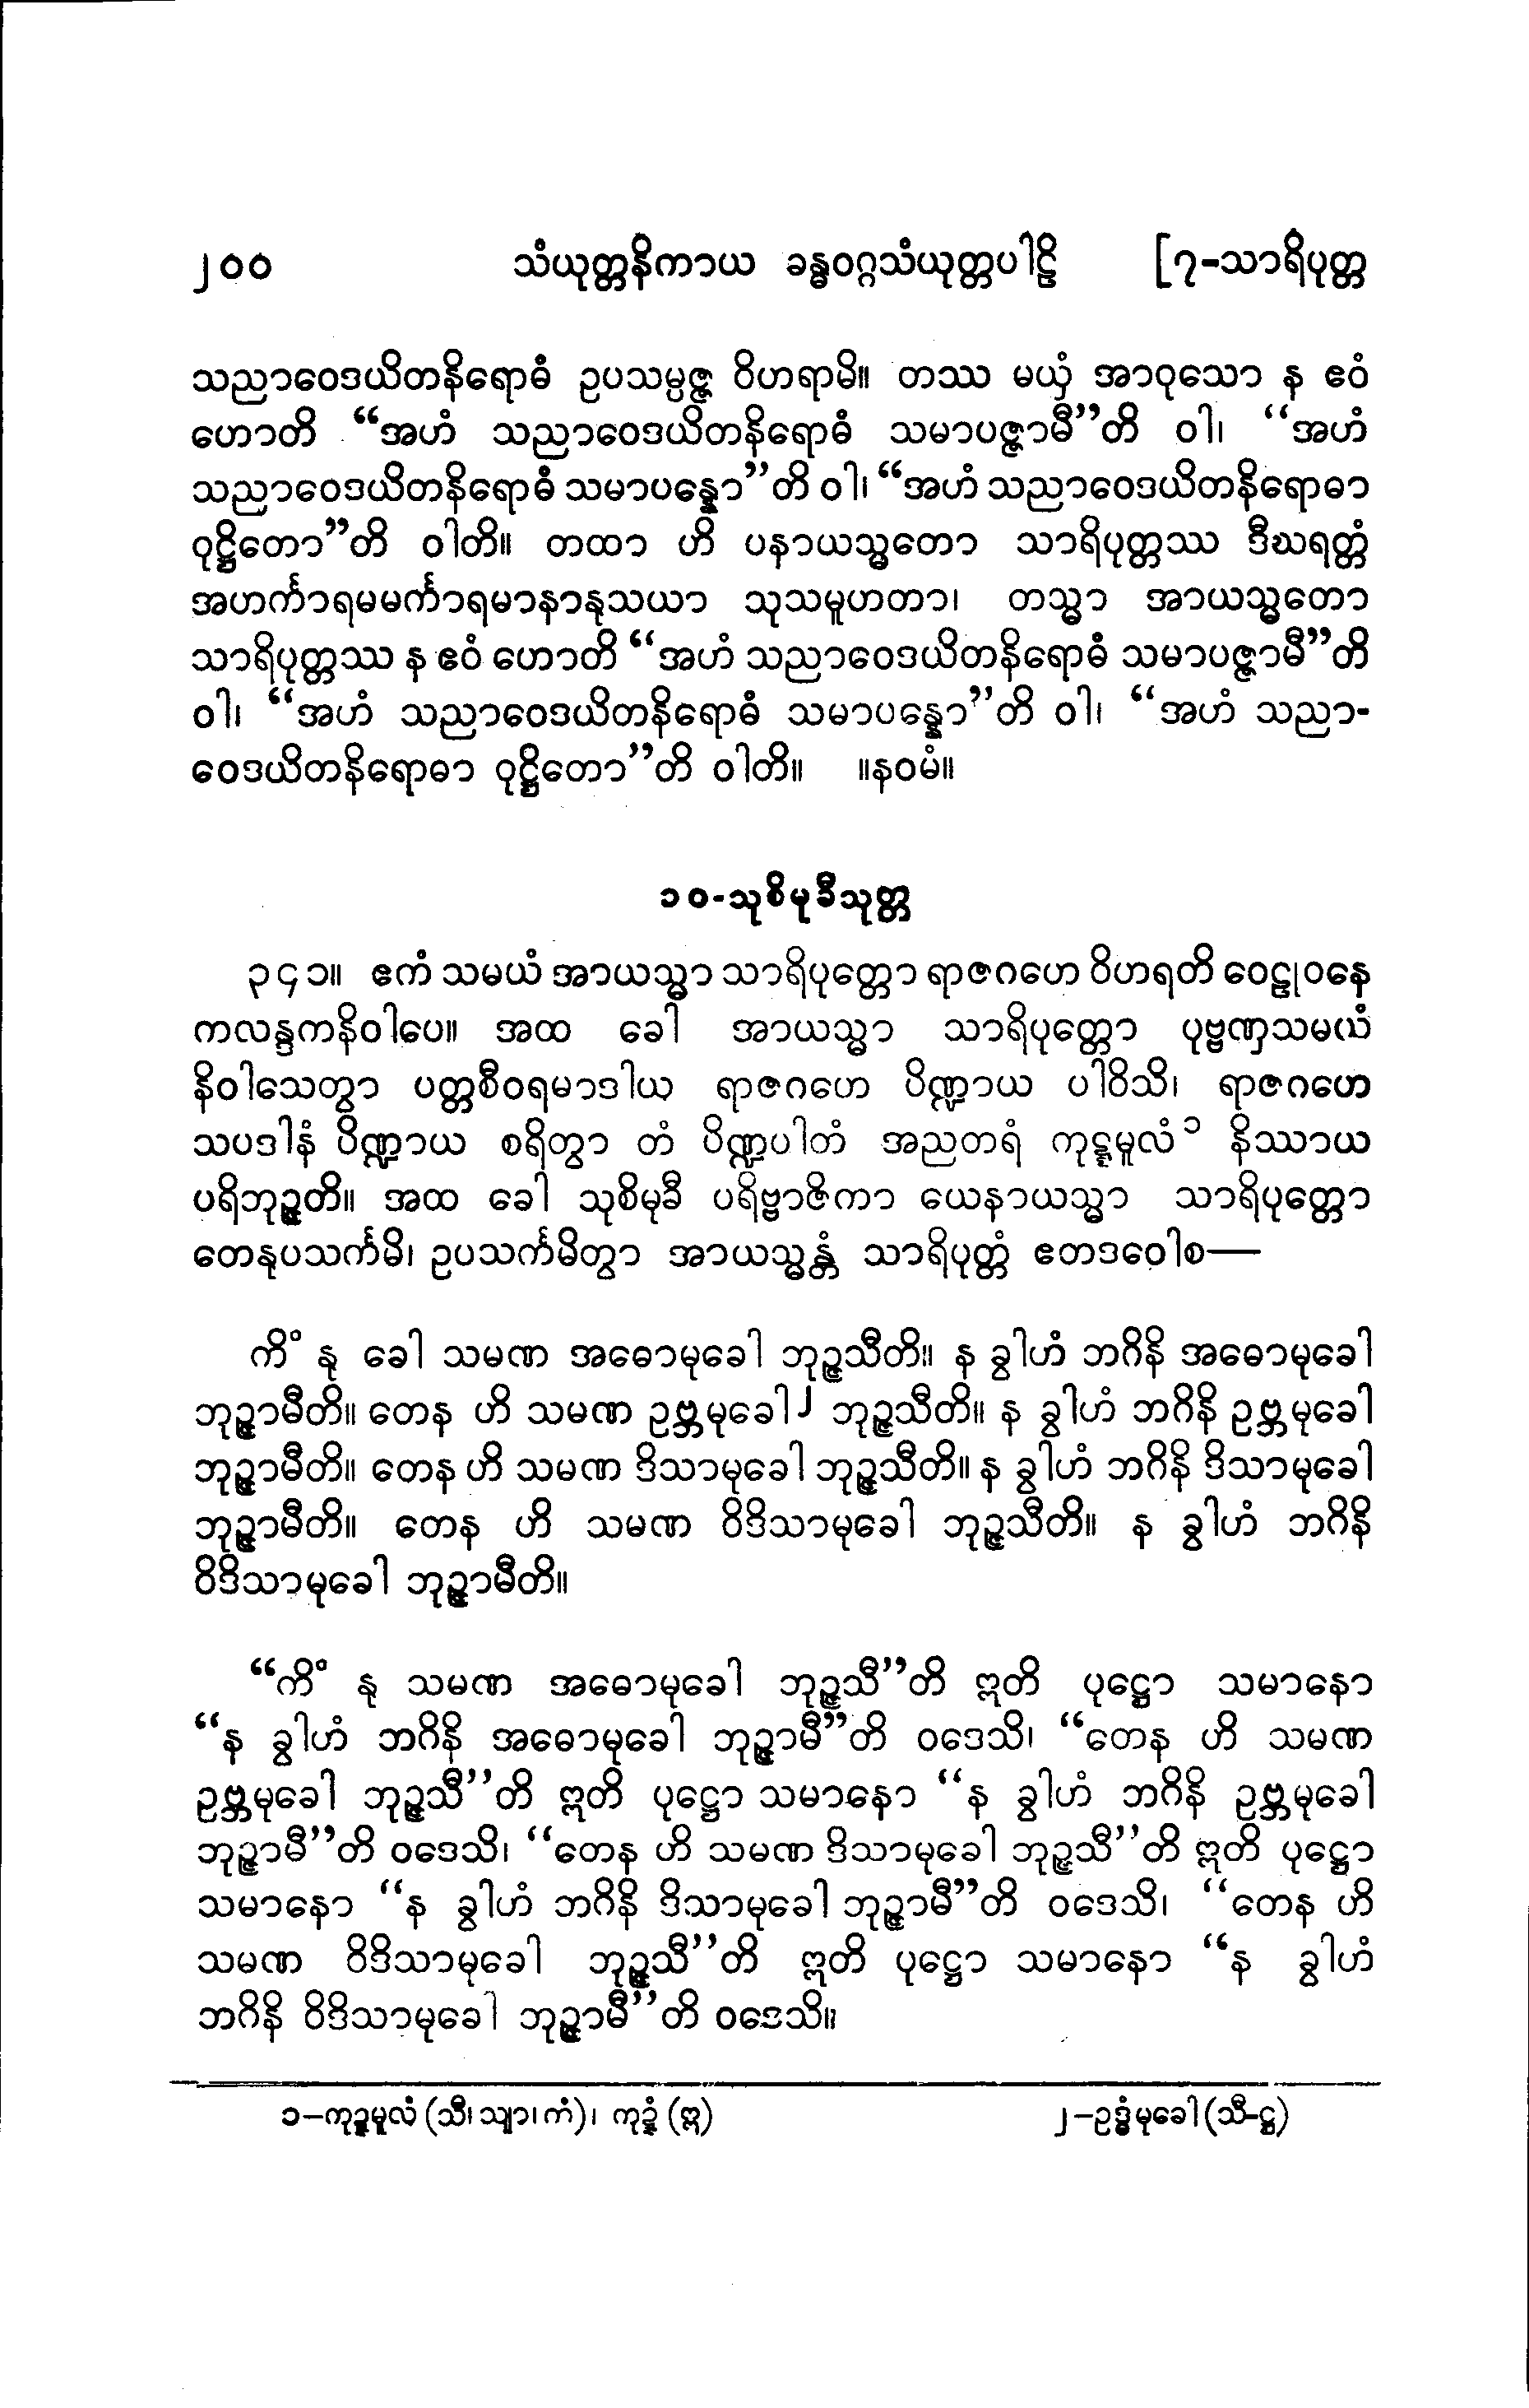 ၂၀၀ သံယုတ္တနိကာယ ခန္ဓဝဂ္ဂသံယုတ္တပါဠိ [၇-သာရိပုတ္တ
သညာဝေဒယိတနိရောဓံ ဥပသမ္ပဇ္ဇ ဝိဟရာမိ။ တဿ မယှံ အာဝုသော န ဧဝံ
ဟောတိ “အဟံ သညာဝေဒယိတနိရောဓံ သမာပဇ္ဇာမီ”တိ ဝါ၊ “အဟံ
သညာဝေဒယိတနိရောဓံ သမာပန္နော”တိ ဝါ၊ “အဟံ သညာဝေဒယိတနိရောဓာ
ဝုဋ္ဌိတော”တိ ဝါတိ။ တထာ ဟိ ပနာယသ္မတော သာရိပုတ္တဿ ဒီဃရတ္တံ
အဟင်္ကာရမမင်္ကာရမာနာနုသယာ သုသမူဟတာ၊ တသ္မာ အာယသ္မတော
သာရိပုတ္တဿ န ဧဝံ ဟောတိ “အဟံ သညာဝေဒယိတနိရောဓံ သမာပဇ္ဇာမီ”တိ
ဝါ၊ “အဟံ သညာဝေဒယိတနိရောဓံ သမာပန္နော”တိ ဝါ၊ “အဟံ သညာ-
ဝေဒယိတနိရောဓာ ဝုဋ္ဌိတော”တိ ဝါတိ။ ။နဝမံ။
၁၀-သုစိမုခီသုတ္တ
၃၄၁။ ဧကံ သမယံ အာယသ္မာ သာရိပုတ္တော ရာဇဂဟေ ဝိဟရတိ ဝေဠုဝနေ
ကလန္ဒကနိဝါပေ။ အထ ခေါ အာယသ္မာ သာရိပုတ္တော ပုဗ္ဗဏှသမယံ
နိဝါသေတွာ ပတ္တစီဝရမာဒါယ ရာဇဂဟေ ပိဏ္ဍာယ ပါဝိသိ၊ ရာဇဂဟေ
သပဒါနံ ပိဏ္ဍာယ စရိတွာ တံ ပိဏ္ဍပါတံ အညတရံ ကုဋ္ဋမူလံ၁ နိဿာယ
ပရိဘုဉ္ဇတိ။ အထ ခေါ သုစိမုခီ ပရိဗ္ဗာဇိကာ ယေနာယသ္မာ သာရိပုတ္တော
တေနုပသင်္ကမိ၊ ဥပသင်္ကမိတွာ အာယသ္မန္တံ သာရိပုတ္တံ ဧတဒဝေါစ—
ကိံ နု ခေါ သမဏ အဓောမုခေါ ဘုဉ္ဇသီတိ။ န ခွါဟံ ဘဂိနိ အဓောမုခေါ
ဘုဉ္ဇာမီတိ။ တေန ဟိ သမဏ ဥဗ္ဘမုခေါ၂ ဘုဉ္ဇသီတိ။ န ခွါဟံ ဘဂိနိ ဥဗ္ဘမုခေါ
ဘုဉ္ဇာမီတိ။ တေန ဟိ သမဏ ဒိသာမုခေါ ဘုဉ္ဇသီတိ။ န ခွါဟံ ဘဂိနိ ဒိသာမုခေါ
ဘုဉ္ဇာမီတိ။ တေန ဟိ သမဏ ဝိဒိသာမုခေါ ဘုဉ္ဇသီတိ။ န ခွါဟံ ဘဂိနိ
ဝိဒိသာမုခေါ ဘုဉ္ဇာမီတိ။
“ကိံ နု သမဏ အဓောမုခေါ ဘုဉ္ဇသီ”တိ ဣတိ ပုဋ္ဌော သမာနော
“န ခွါဟံ ဘဂိနိ အဓောမုခေါ ဘုဉ္ဇာမီ”တိ ဝဒေသိ၊ “တေန ဟိ သမဏ
ဥဗ္ဘမုခေါ ဘုဉ္ဇသီ”တိ ဣတိ ပုဋ္ဌော သမာနော “န ခွါဟံ ဘဂိနိ ဥဗ္ဘမုခေါ
ဘုဉ္ဇာမီ”တိ ဝဒေသိ၊ “တေန ဟိ သမဏ ဒိသာမုခေါ ဘုဉ္ဇသီ”တိ ဣတိ ပုဋ္ဌော
သမာနော “န ခွါဟံ ဘဂိနိ ဒိသာမုခေါ ဘုဉ္ဇာမီ”တိ ဝဒေသိ၊ “တေန ဟိ
သမဏ ဝိဒိသာမုခေါ ဘုဉ္ဇသီ”တိ ဣတိ ပုဋ္ဌော သမာနော “န ခွါဟံ
ဘဂိနိ ဝိဒိသာမုခေါ ဘုဉ္ဇာမီ”တိ ဝဒေသိ။
၁–ကုဍ္ဍမူလံ (သီ၊ သျာ၊ ကံ)၊ ကုဍ္ဍံ (ဣ) ၂–ဥဒ္ဓံမုခေါ (သီ-ဋ္ဌ)